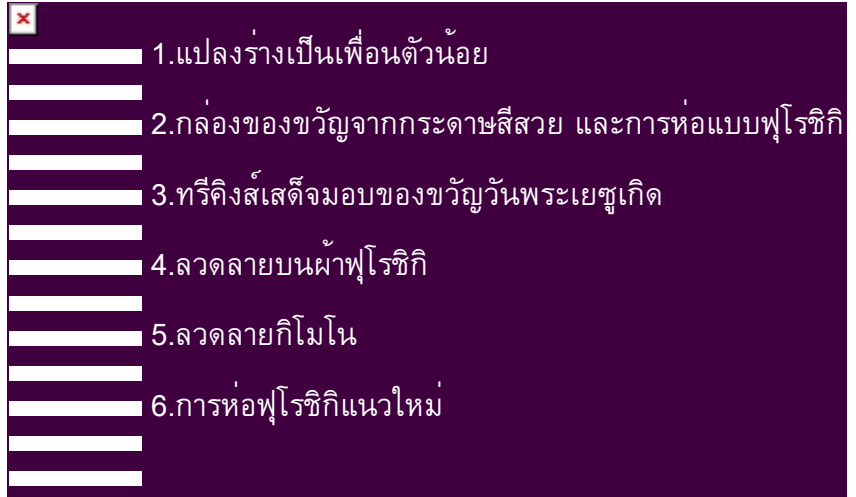 1.แปลงร่างเป็นเพื่อนตัวน้อย
2.กล่องของขวัญจากกระดาษสีสวย และการห่อแบบฟุโรชิกิ
3.ทรีคิงส์เสด็จมอบของขวัญวันพระเยซูเกิด
4.ลวดลายบนผ้าฟุโรชิกิ
5.ลวดลายกิโมโน
6.การห่อฟุโรชิกิแนวใหม่